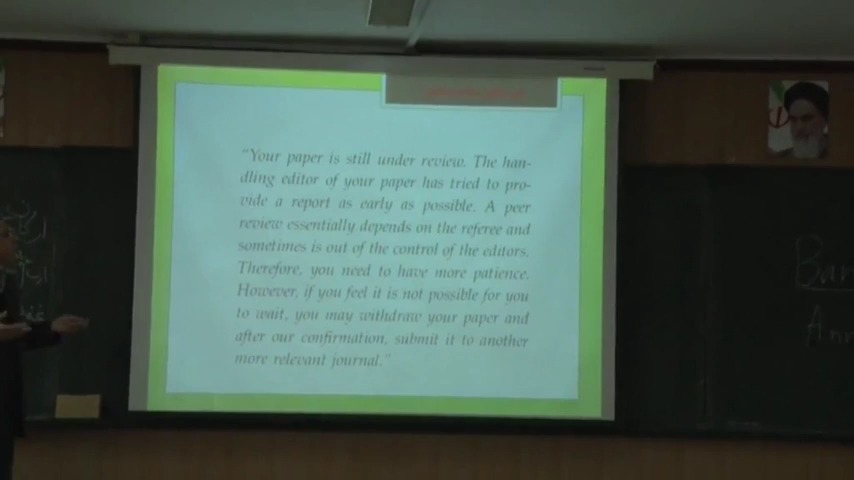 "Your paper is still under review. The han-
dling editor of your paper has tried to pro-
vide a report as early as possible. A peer
review essentially depends on the referee and
sometimes is out of the control of the editors.
Therefore, you need to have more patience.
However, if you feel it is not possible for you
to wait, you may withdraw your paper and
after our confirmation, submit it to another
more relevant journal."